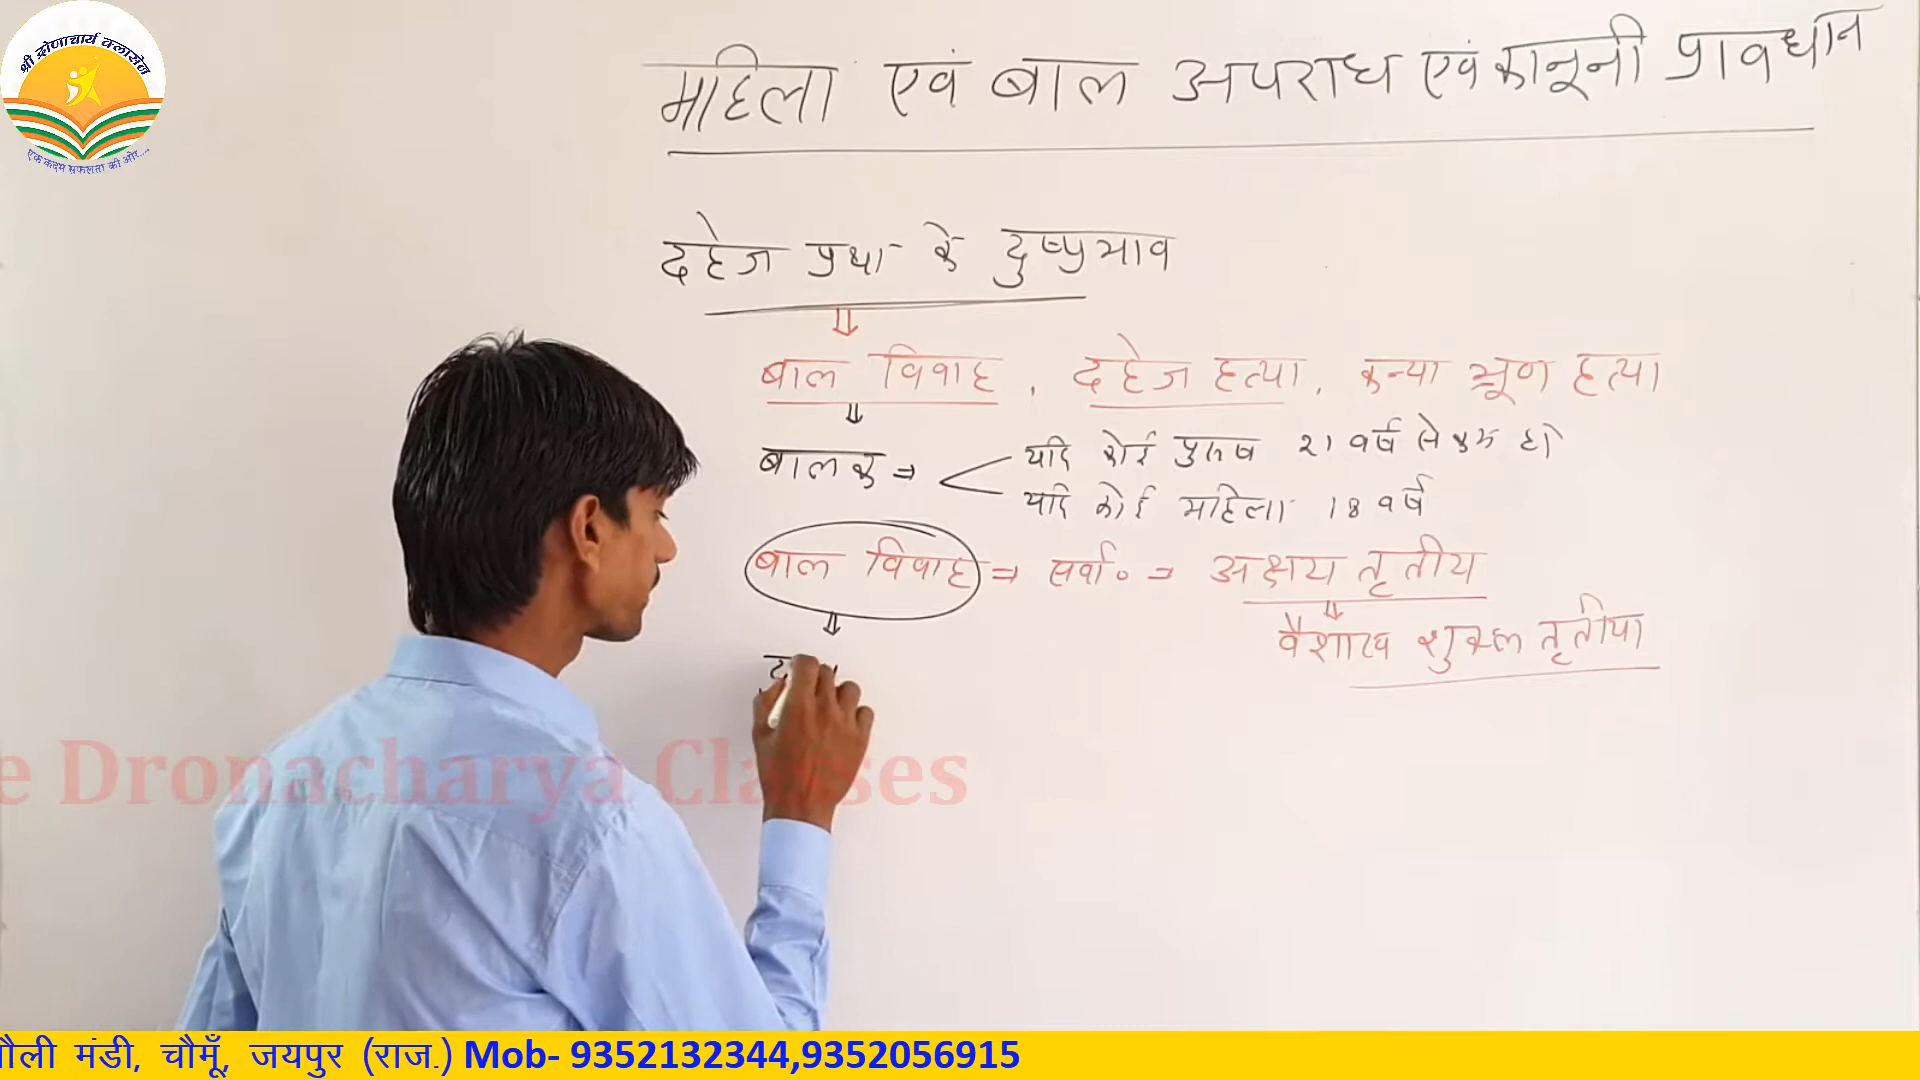 श्री द्रोणाचार्य क्लासेज
एक कदम सफलता की ओर....
महिला एवं बाल अपराध एवं कानूनी प्रावधान
दहेज प्रथा के दुष्प्रभाव
⇓
बाल विवाह , दहेज हत्या , कन्या भ्रूण हत्या
⇓
बालक ⇒ < यदि कोई पुरूष 21 वर्ष से कम हो
यदि कोई महिला 18 वर्ष
बाल विवाह ⇒ सर्वा० ⇒ अक्षय तृतीय
⇓
वैशाख शुक्ल तृतीया
⇓
e Dronacharya Classes
मंडी, चौमूँ, जयपुर (राज.) Mob- 9352132344,9352056915